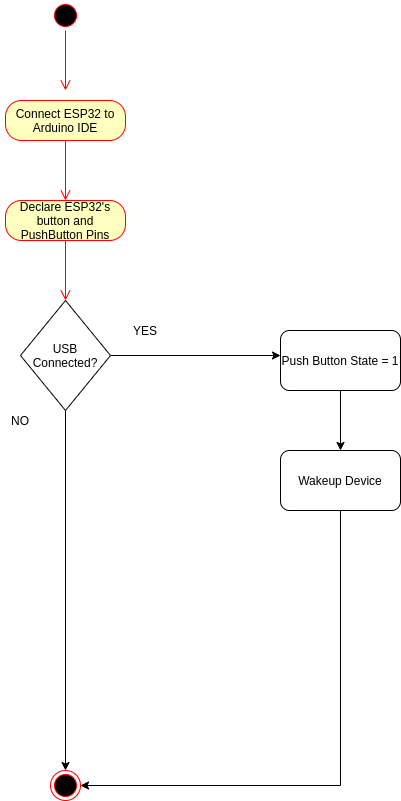 Connect ESP32 to
Arduino IDE
Declare ESP32's
button and
PushButton Pins
USB
Connected?
YES
Push Button State = 1
NO
Wakeup Device